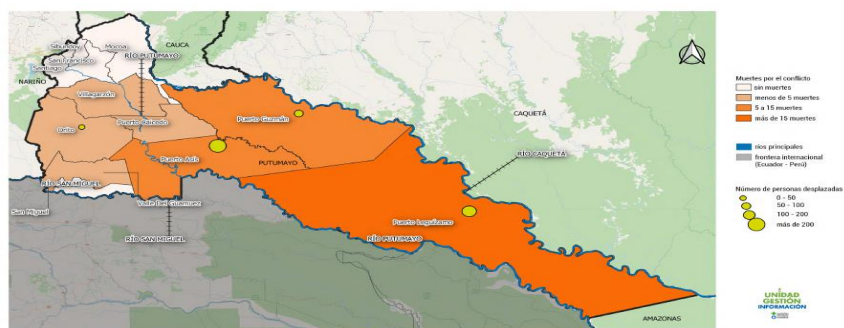 Sibundoy
Mocoa
CAUCA
San Francisco
RÍO PUTUMAYO
Santiago
NARIÑO
Villagarzón
Puerto Guzmán
Orito
Puerto Caicedo
CAQUETÁ
Puerto Asís
PUTUMAYO
RÍO CAQUETÁ
RÍO SAN MIGUEL
San Miguel
Valle Del Guamuez
Puerto Leguízamo
RÍO SAN MIGUEL
RÍO PUTUMAYO
AMAZONAS
Muertes por el conflicto
sin muertes
menos de 5 muertes
5 a 15 muertes
más de 15 muertes
ríos principales
frontera internacional
(Ecuador - Perú)
Número de personas desplazadas
0 - 50
50 - 100
100 - 200
más de 200
UNIDAD
GESTIÓN
INFORMACIÓN